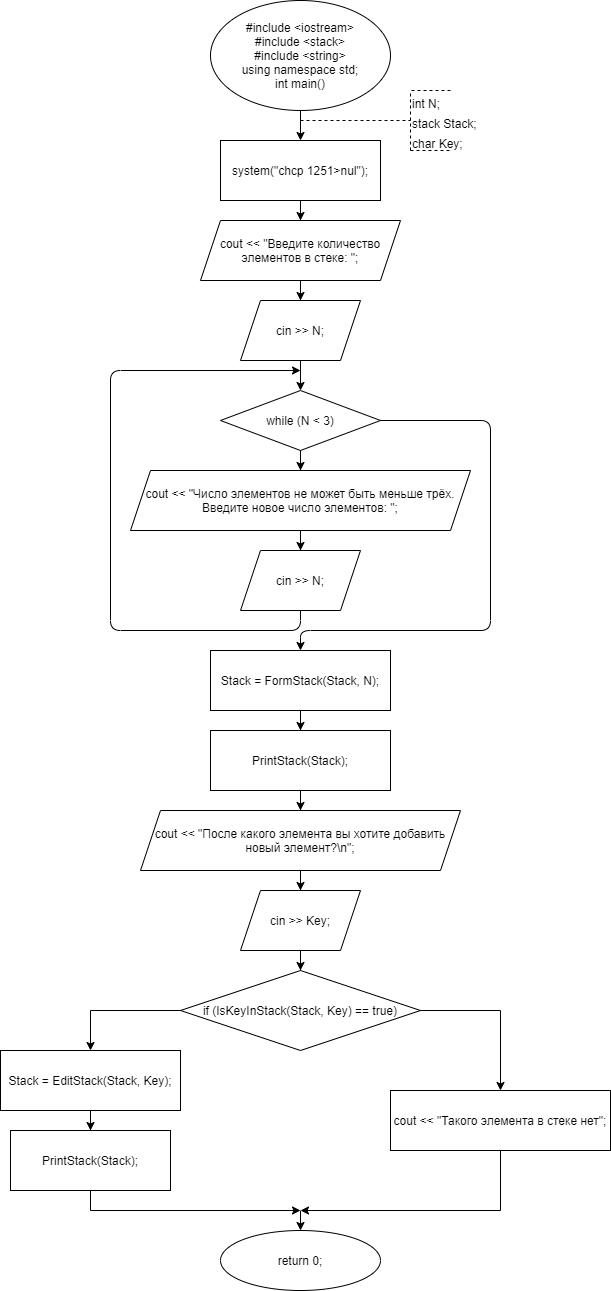 #include <iostream>
#include <stack>
#include <string>
using namespace std;
int main()
int N;
stack Stack;
char Key;
system("chcp 1251>nul");
cout << "Введите количество
элементов в стеке: ";
cin >> N;
while (N < 3)
cout << "Число элементов не может быть меньше трёх.
Введите новое число элементов: ";
cin >> N;
Stack = FormStack(Stack, N);
PrintStack(Stack);
cout << "После какого элемента вы хотите добавить
новый элемент?\n";
cin >> Key;
if (IsKeyInStack(Stack, Key) == true)
Stack = EditStack(Stack, Key);
cout << "Такого элемента в стеке нет";
PrintStack(Stack);
return 0;